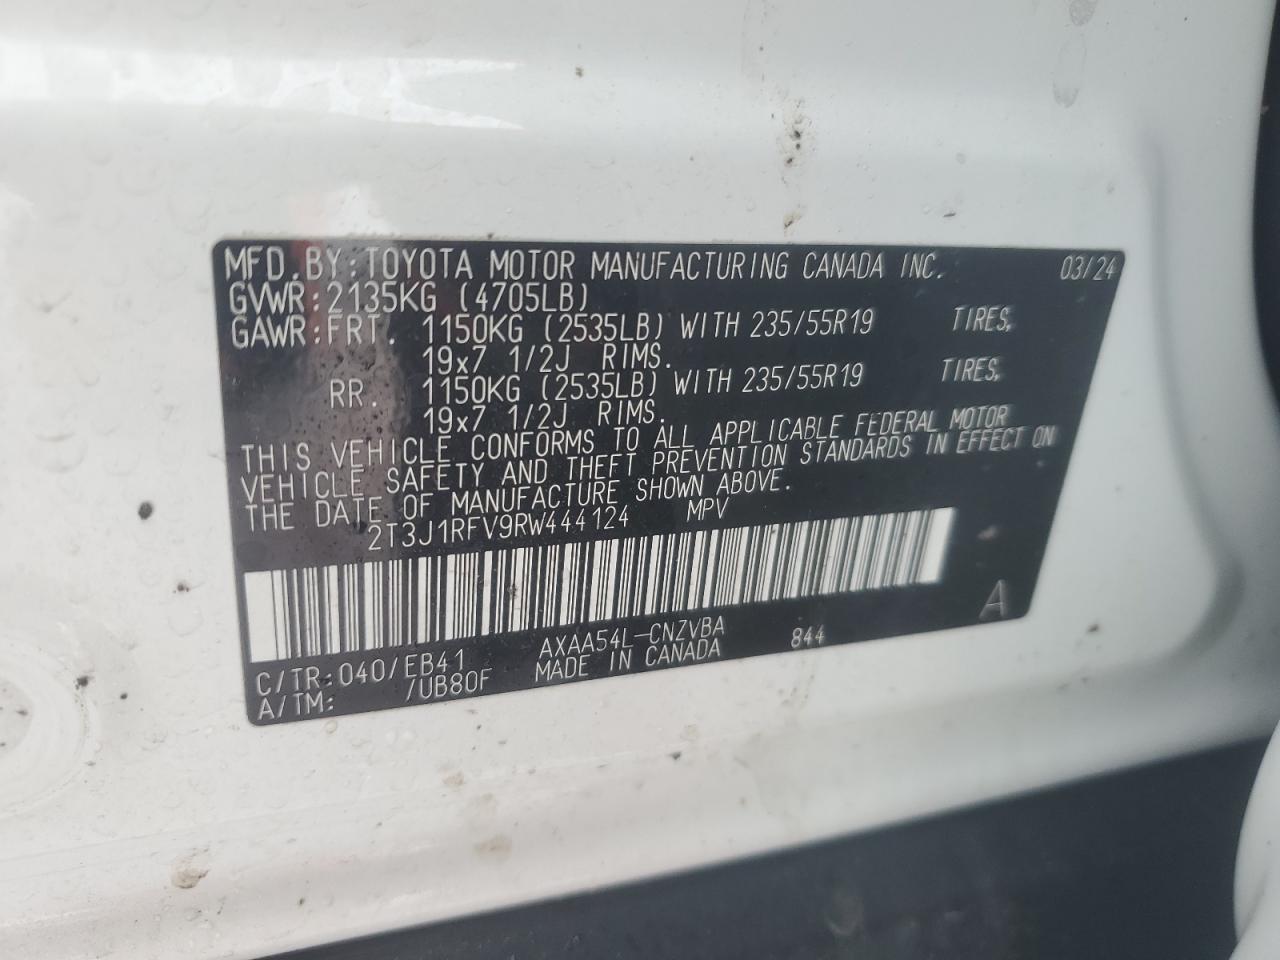 MFD.BY:TOYOTA MOTOR MANUFACTURING CANADA INC. 03/24
GVWR:2135KG (4705LB)
GAWR:FRT. 1150KG (2535LB) WITH 235/55R19 TIRES,
19x7 1/2J RIMS.
RR. 1150KG (2535LB) WITH 235/55R19 TIRES,
19x7 1/2J RIMS.
THIS VEHICLE CONFORMS TO ALL APPLICABLE FEDERAL MOTOR
VEHICLE SAFETY AND THEFT PREVENTION STANDARDS IN EFFECT ON
THE DATE OF MANUFACTURE SHOWN ABOVE.
2T3J1RFV9RW444124 MPV
A
C/TR:040/EB41 AXAA54L-CNZVBA 844
A/TM: /UB80F MADE IN CANADA